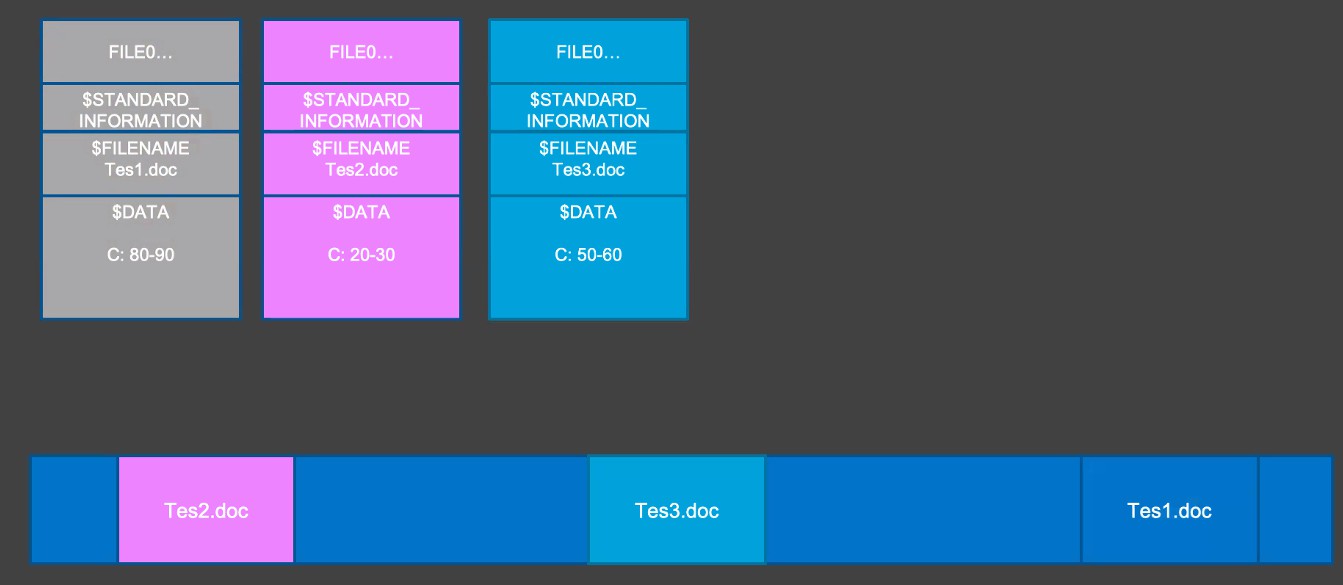 FILE0...
$STANDARD_
INFORMATION
$FILENAME
Tes1.doc
$DATA
C: 80-90
FILE0...
$STANDARD_
INFORMATION
$FILENAME
Tes2.doc
$DATA
C: 20-30
FILE0...
$STANDARD_
INFORMATION
$FILENAME
Tes3.doc
$DATA
C: 50-60
Tes2.doc
Tes3.doc
Tes1.doc